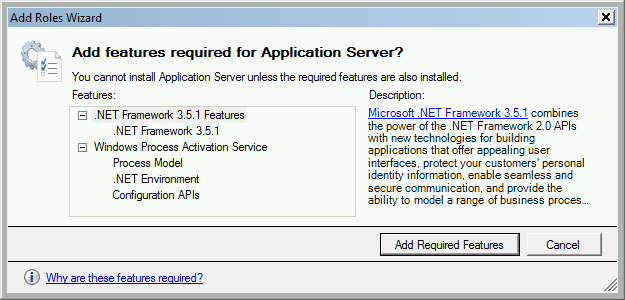 Add Roles Wizard
Add features required for Application Server?
You cannot install Application Server unless the required features are also installed.
Features:
.NET Framework 3.5.1 Features
.NET Framework 3.5.1
Windows Process Activation Service
Process Model
.NET Environment
Configuration APIs
Description:
Microsoft .NET Framework 3.5.1 combines
the power of the .NET Framework 2.0 APIs
with new technologies for building
applications that offer appealing user
interfaces, protect your customers' personal
identity information, enable seamless and
secure communication, and provide the
ability to model a range of business proces...
Add Required Features
Cancel
Why are these features required?